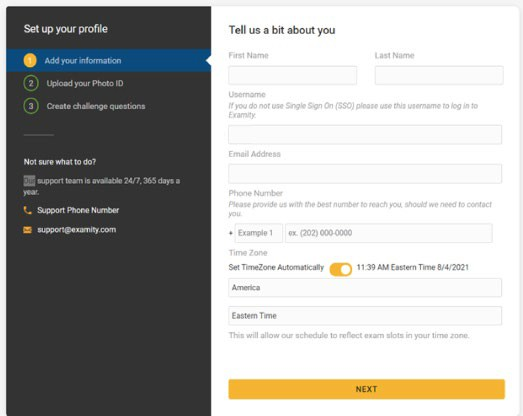 Set up your profile
1 Add your information
2 Upload your Photo ID
3 Create challenge questions
Not sure what to do?
Our support team is available 24/7, 365 days a
year.
Support Phone Number
support@examity.com
Tell us a bit about you
First Name Last Name
Username
If you do not use Single Sign On (SSO) please use this username to log in to
Examity.
Email Address
Phone Number
Please provide us with the best number to reach you, should we need to contact
you.
+ Example 1 ex. (202) 000-0000
Time Zone
Set TimeZone Automatically 11:39 AM Eastern Time 8/4/2021
America
Eastern Time
This will allow our schedule to reflect exam slots in your time zone.
NEXT